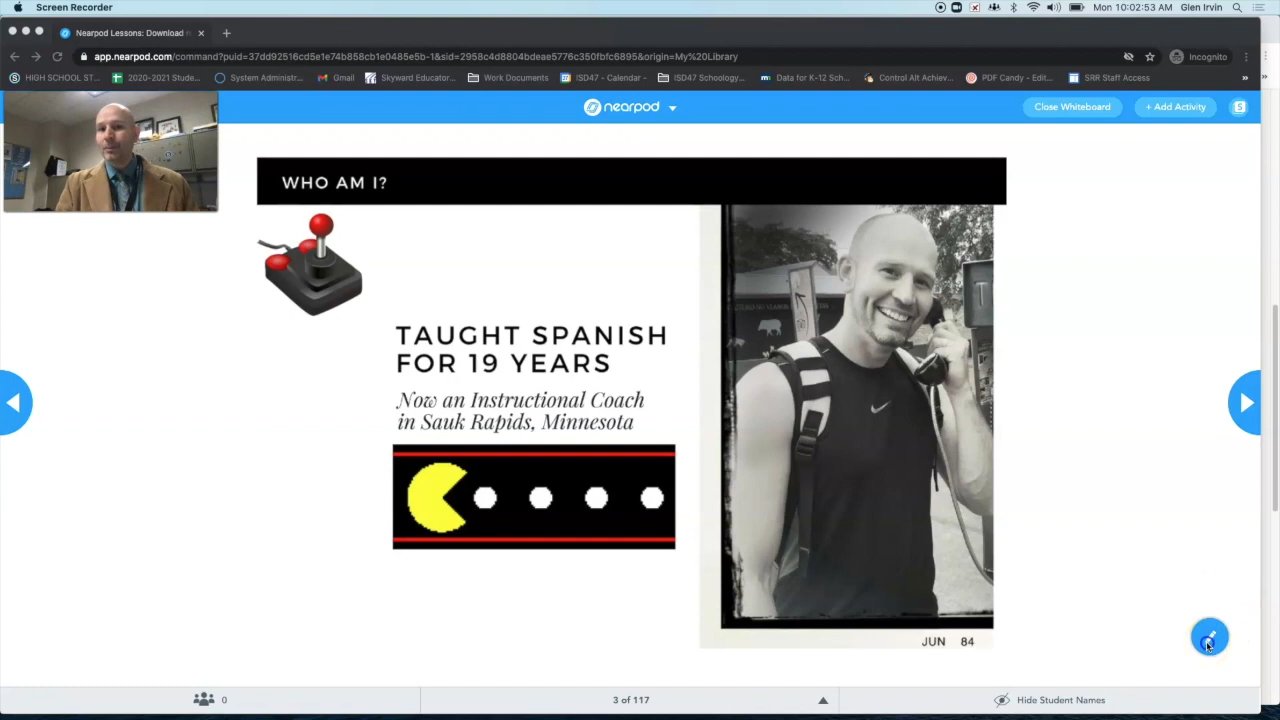 Screen Recorder
Mon 10:02:53 AM Glen Irvin
Nearpod Lessons: Download
app.nearpod.com/command?puid=37dd92516cd5e1e74b858cb1e0485e5b-1&sid=2958c4d8804bdeae5776c350fbfc6895&origin=My%20Library
Incognito
HIGH SCHOOL ST... 2020-2021 Stude... System Administr... Gmail Skyward Educator... Work Documents ISD47 - Calendar - ISD47 Schoology... Data for K-12 Sch... Control Alt Achiev... PDF Candy - Edit... SRR Staff Access »
nearpod
Close Whiteboard
+ Add Activity
S
WHO AM I?
TAUGHT SPANISH
FOR 19 YEARS
Now an Instructional Coach
in Sauk Rapids, Minnesota
JUN 84
0
3 of 117
Hide Student Names